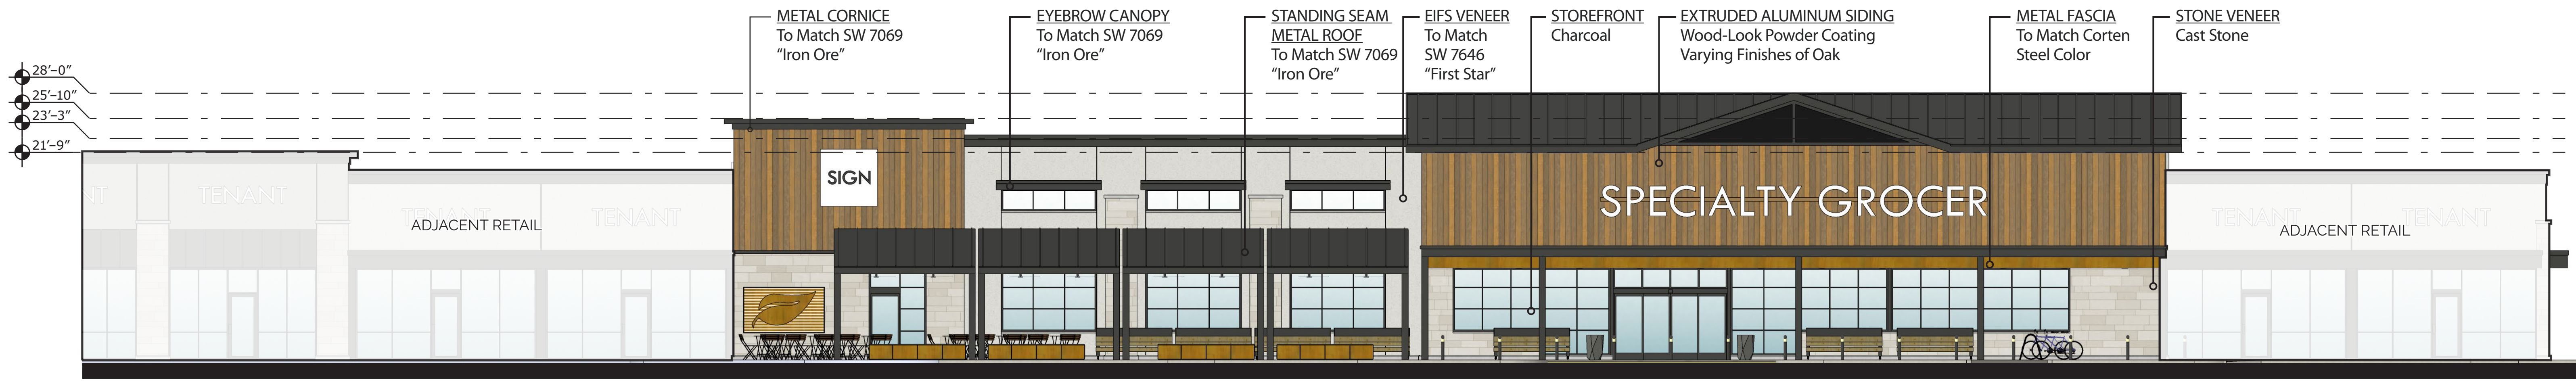 METAL CORNICE
To Match SW 7069
“Iron Ore”
EYEBROW CANOPY
To Match SW 7069
“Iron Ore”
STANDING SEAM
METAL ROOF
To Match SW 7069
“Iron Ore”
EIFS VENEER
To Match
SW 7646
“First Star”
STOREFRONT
Charcoal
EXTRUDED ALUMINUM SIDING
Wood-Look Powder Coating
Varying Finishes of Oak
METAL FASCIA
To Match Corten
Steel Color
STONE VENEER
Cast Stone
28’–0”
25’–10”
23’–3”
21’–9”
NT
TENANT
TENANT
ADJACENT RETAIL
TENANT
SIGN
SPECIALTY GROCER
TENANT
TENANT
ADJACENT RETAIL